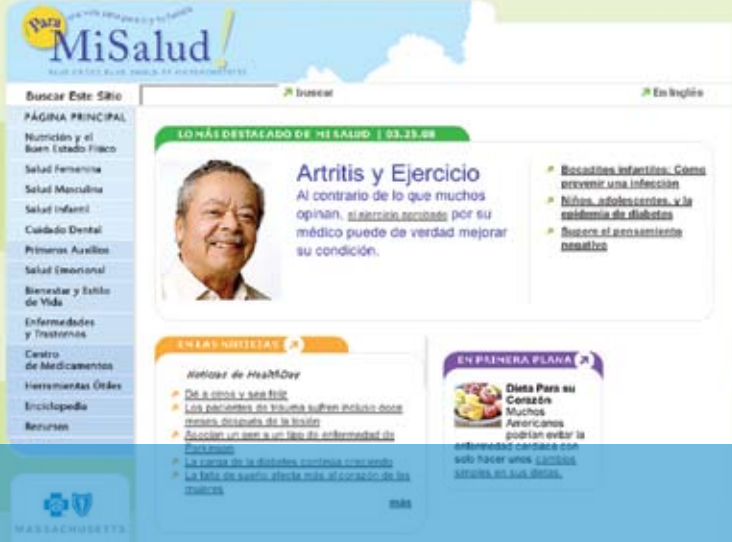 Para
MiSalud!
Buscar Este Sitio
buscar
En Inglés
PÁGINA PRINCIPAL
Nutrición y el
Buen Estado Físico
Salud Femenina
Salud Masculina
Salud Infantil
Cuidado Dental
Primeros Auxilios
Salud Emocional
Bienestar y Estilo
de Vida
Enfermedades
y Trastornos
Centro
de Medicamentos
Herramientas Útiles
Enciclopedia
Recursos
MASSACHUSETTS
LO MÁS DESTACADO DE MI SALUD | 03.25.08
Artritis y Ejercicio
Al contrario de lo que muchos
opinan, el ejercicio aprobado por su
médico puede de verdad mejorar
su condición.
Bocaditos infantiles: Como
prevenir una infección
Niños, adolescentes, y la
epidemia de diabetes
Supere el pensamiento
negativo
EN LAS NOTICIAS
Noticias de HealthDay
Dé a otros y sea feliz
Los pacientes de trauma sufren incluso doce
meses después de la lesión
Asocian un gen a un tipo de enfermedad de
Parkinson
La carga de la diabetes continúa creciendo
La falta de sueño afecta más al corazón de las
mujeres
más
EN PRIMERA PLANA
Dieta Para su
Corazón
Muchos
Americanos
podrían evitar la
enfermedad cardiaca con
solo hacer unos cambios
simples en sus dietas.